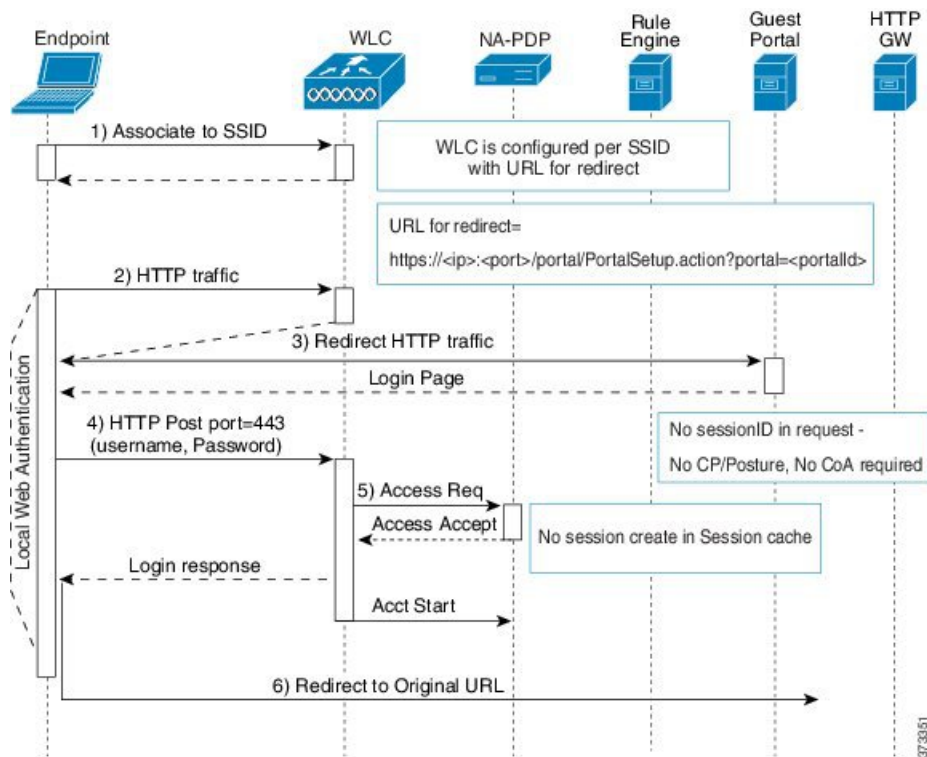 Endpoint
WLC
NA-PDP
Rule
Engine
Guest
Portal
HTTP
GW
1) Associate to SSID
WLC is configured per SSID
with URL for redirect
URL for redirect=
https://<ip>:<port>/portal/PortalSetup.action?portal=<portalId>
2) HTTP traffic
3) Redirect HTTP traffic
Login Page
4) HTTP Post port=443
(username, Password)
No sessionID in request -
No CP/Posture, No CoA required
Local Web Authentication
5) Access Req
Access Accept
No session create in Session cache
Login response
Acct Start
6) Redirect to Original URL
373351